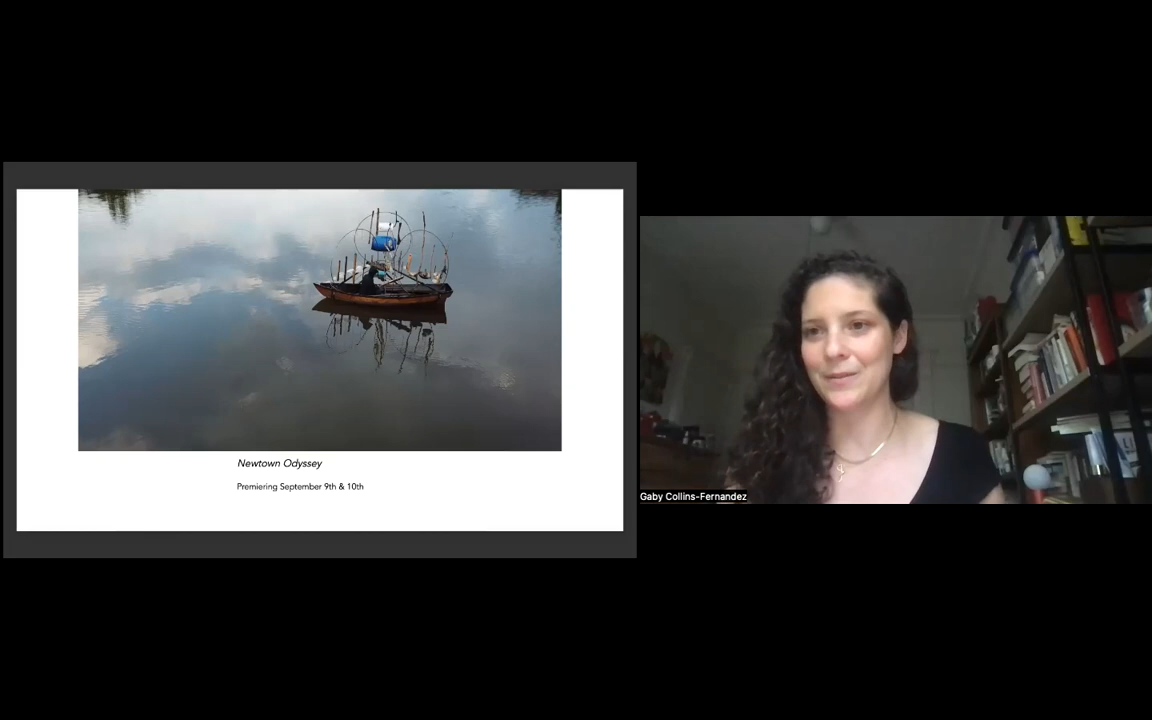 Newtown Odyssey
Premiering September 9th & 10th
Gaby Collins-Fernandez